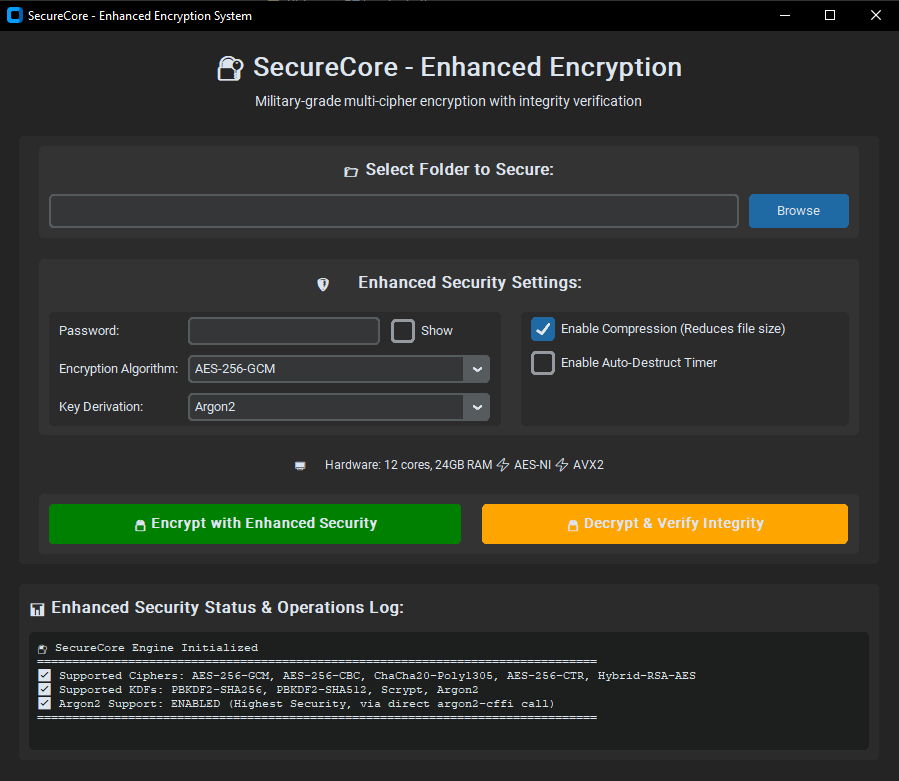 SecureCore - Enhanced Encryption System
SecureCore - Enhanced Encryption
Military-grade multi-cipher encryption with integrity verification
Select Folder to Secure:
Browse
Enhanced Security Settings:
Password:
Show
Encryption Algorithm: AES-256-GCM
Key Derivation: Argon2
Enable Compression (Reduces file size)
Enable Auto-Destruct Timer
Hardware: 12 cores, 24GB RAM ⚡ AES-NI ⚡ AVX2
Encrypt with Enhanced Security
Decrypt & Verify Integrity
Enhanced Security Status & Operations Log:
SecureCore Engine Initialized
================================================================================
Supported Ciphers: AES-256-GCM, AES-256-CBC, ChaCha20-Poly1305, AES-256-CTR, Hybrid-RSA-AES
Supported KDFs: PBKDF2-SHA256, PBKDF2-SHA512, Scrypt, Argon2
Argon2 Support: ENABLED (Highest Security, via direct argon2-cffi call)
================================================================================